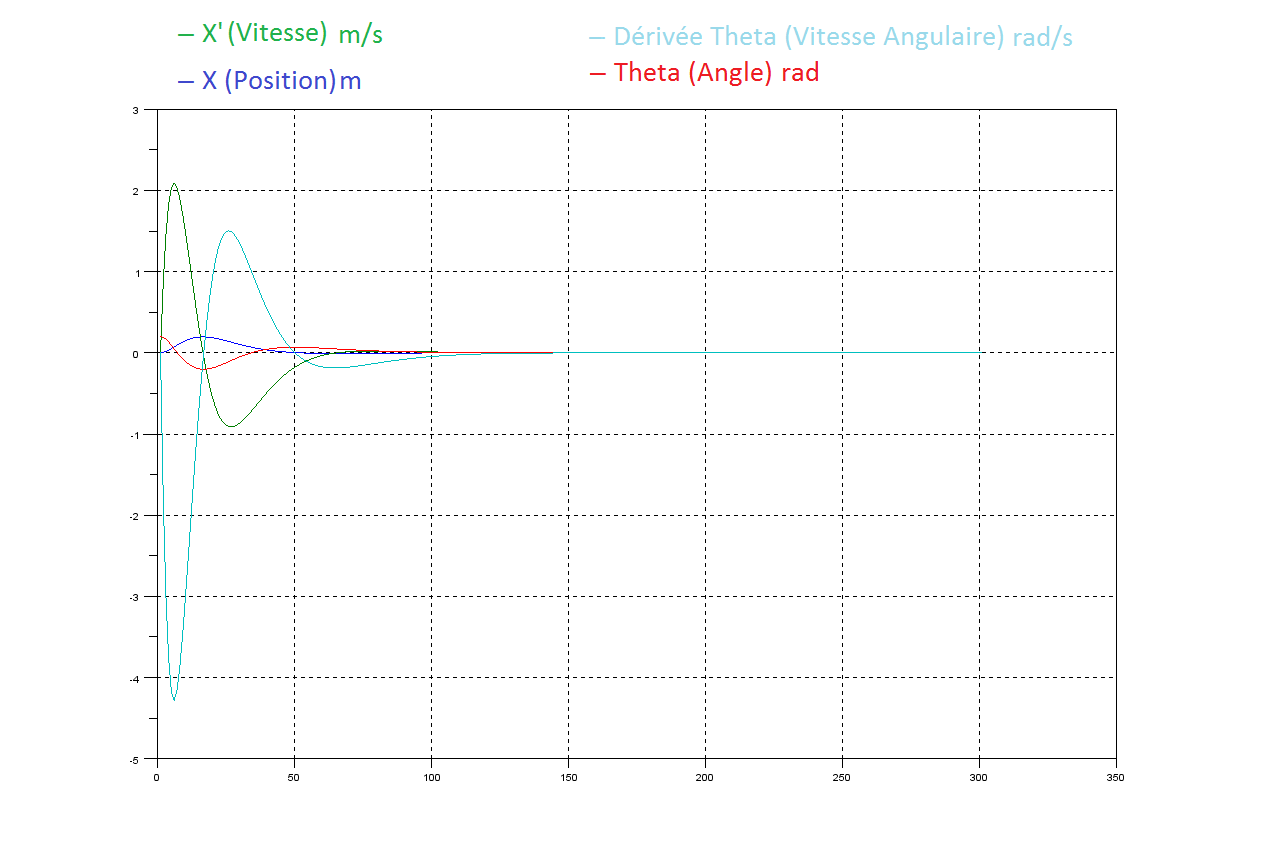 – X' (Vitesse) m/s
– Dérivée Theta (Vitesse Angulaire) rad/s
– X (Position) m
– Theta (Angle) rad
3
2
1
0
-1
-2
-3
-4
-5
0 50 100 150 200 250 300 350